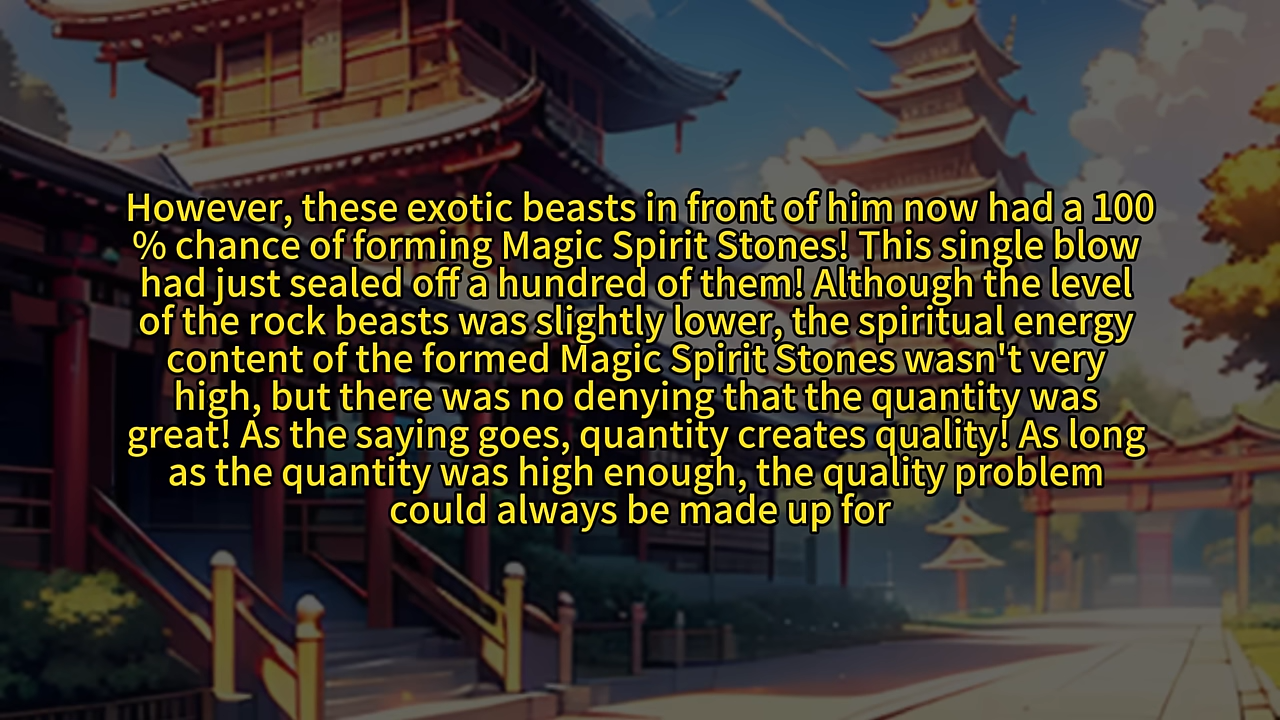 However, these exotic beasts in front of him now had a 100
% chance of forming Magic Spirit Stones! This single blow
had just sealed off a hundred of them! Although the level
of the rock beasts was slightly lower, the spiritual energy
content of the formed Magic Spirit Stones wasn't very
high, but there was no denying that the quantity was
great! As the saying goes, quantity creates quality! As long
as the quantity was high enough, the quality problem
could always be made up for